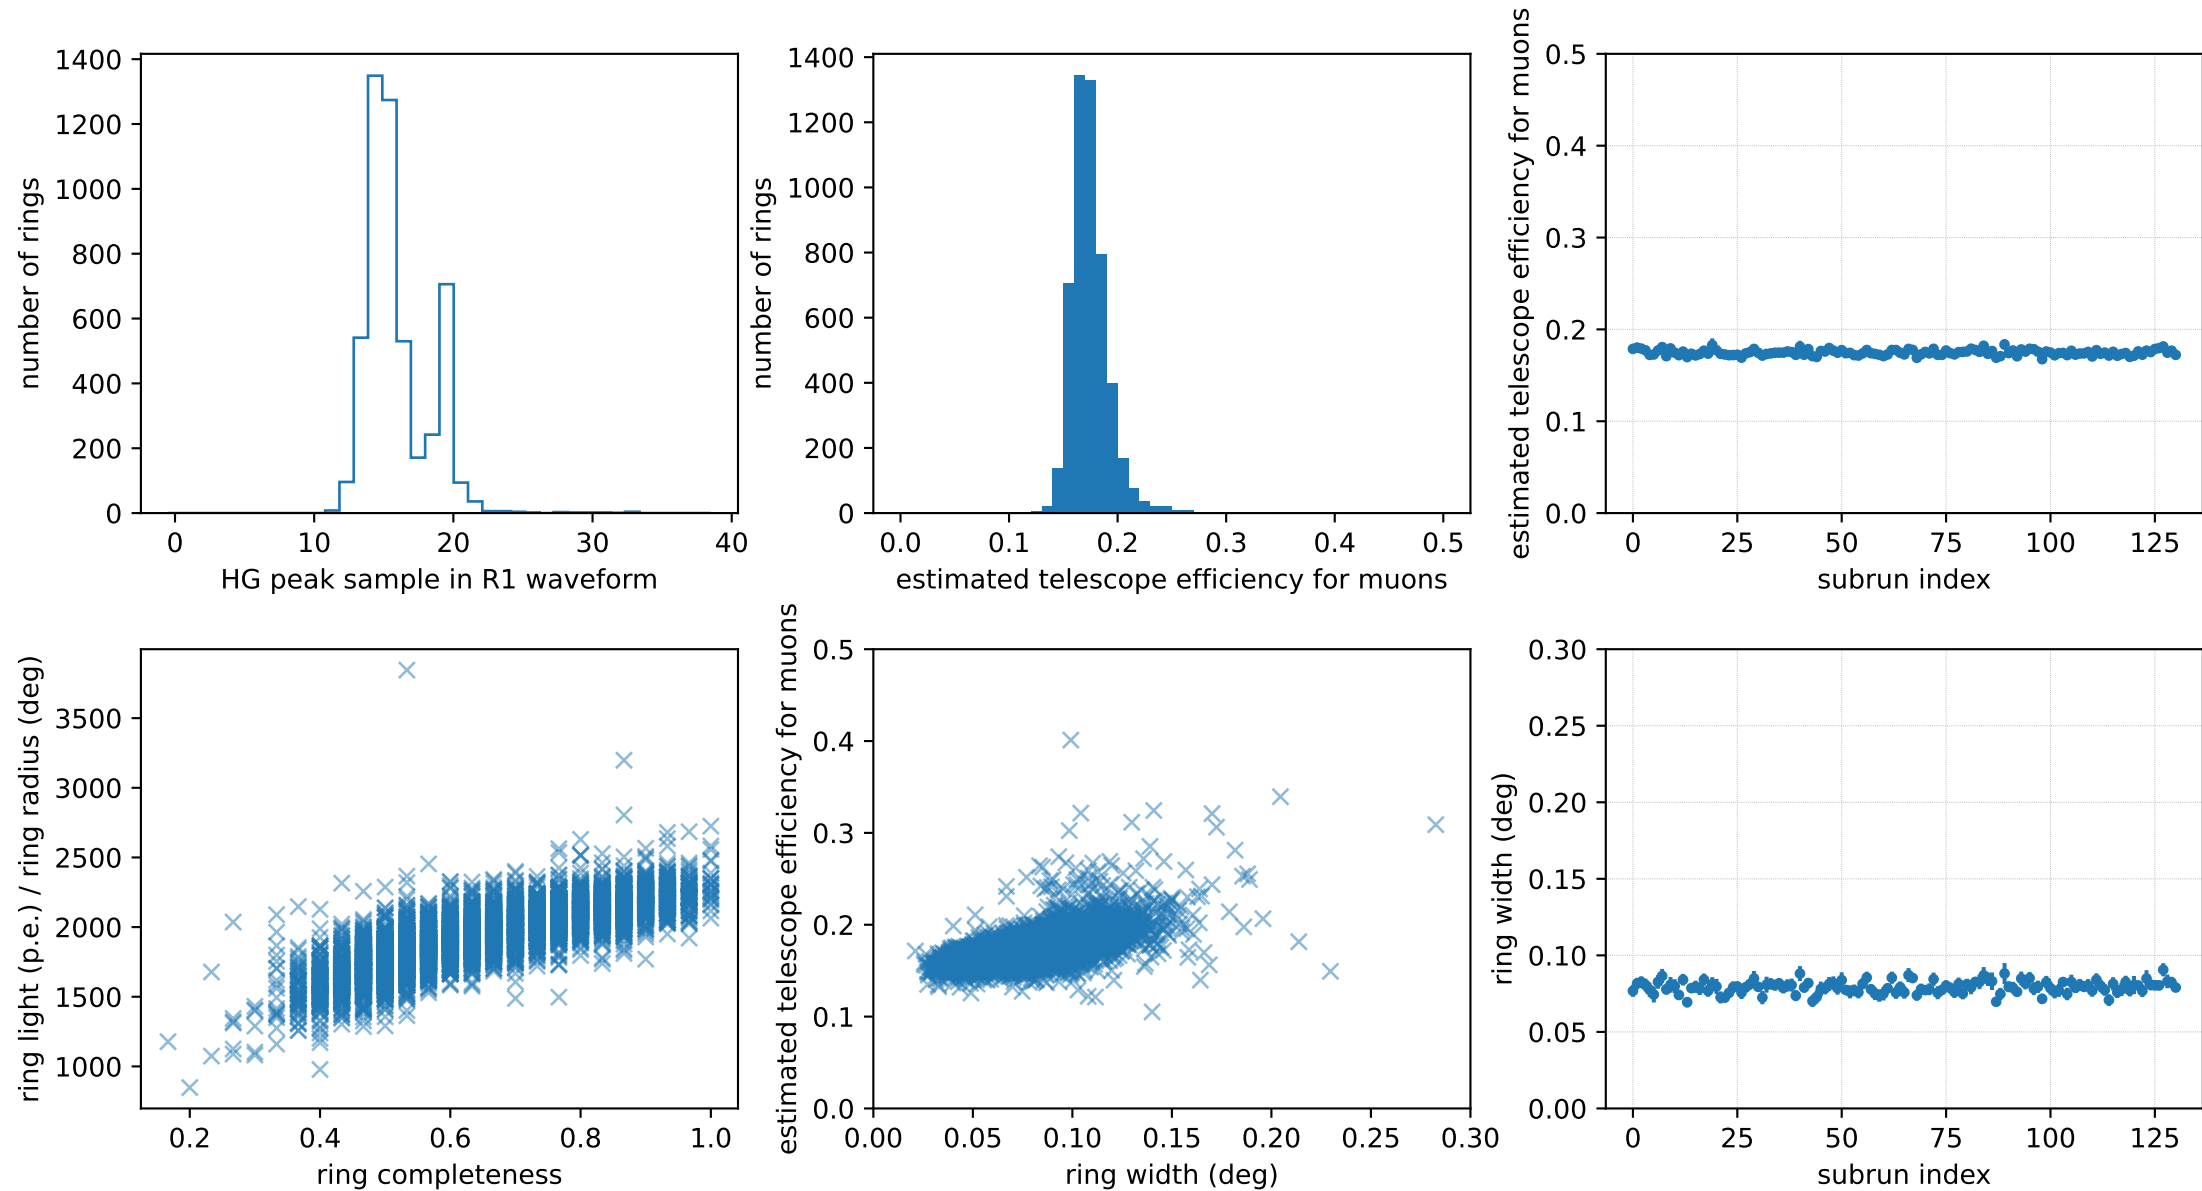 1400
1200
1000
800
600
400
200
0
number of rings
0 10 20 30 40
HG peak sample in R1 waveform
1400
1200
1000
800
600
400
200
0
number of rings
0.0 0.1 0.2 0.3 0.4 0.5
estimated telescope efficiency for muons
0.5
0.4
0.3
0.2
0.1
0.0
estimated telescope efficiency for muons
0 25 50 75 100 125
subrun index
3500
3000
2500
2000
1500
1000
ring light (p.e.) / ring radius (deg)
0.2 0.4 0.6 0.8 1.0
ring completeness
0.5
0.4
0.3
0.2
0.1
0.0
estimated telescope efficiency for muons
0.00 0.05 0.10 0.15 0.20 0.25 0.30
ring width (deg)
0.30
0.25
0.20
0.15
0.10
0.05
0.00
ring width (deg)
0 25 50 75 100 125
subrun index